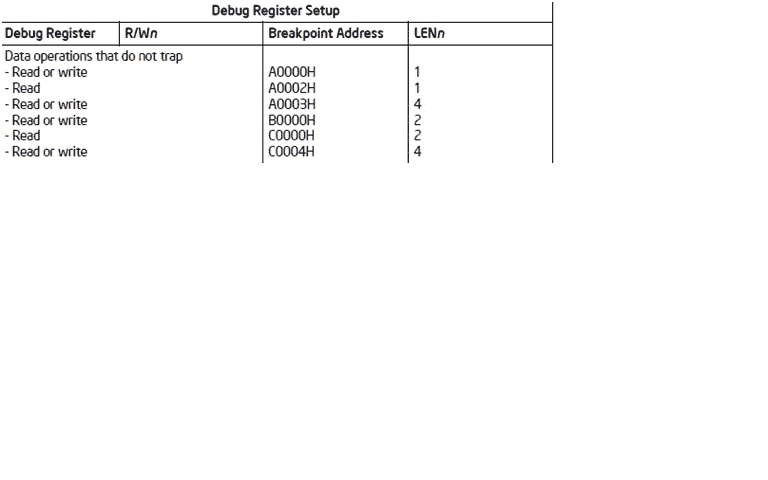 Debug Register Setup
Debug Register R/Wn Breakpoint Address LENn
Data operations that do not trap
- Read or write A0000H 1
- Read A0002H 1
- Read or write A0003H 4
- Read or write B0000H 2
- Read C0000H 2
- Read or write C0004H 4